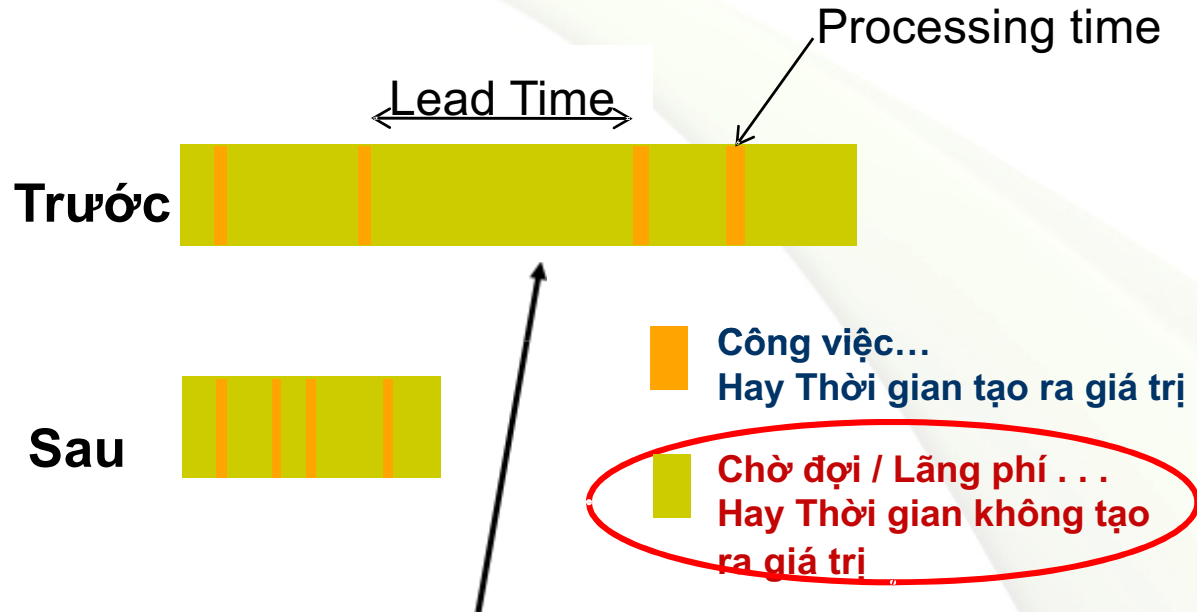 Processing time
Lead Time
Trước
Công việc…
Hay Thời gian tạo ra giá trị
Sau
Chờ đợi / Lãng phí . . .
Hay Thời gian không tạo
ra giá trị